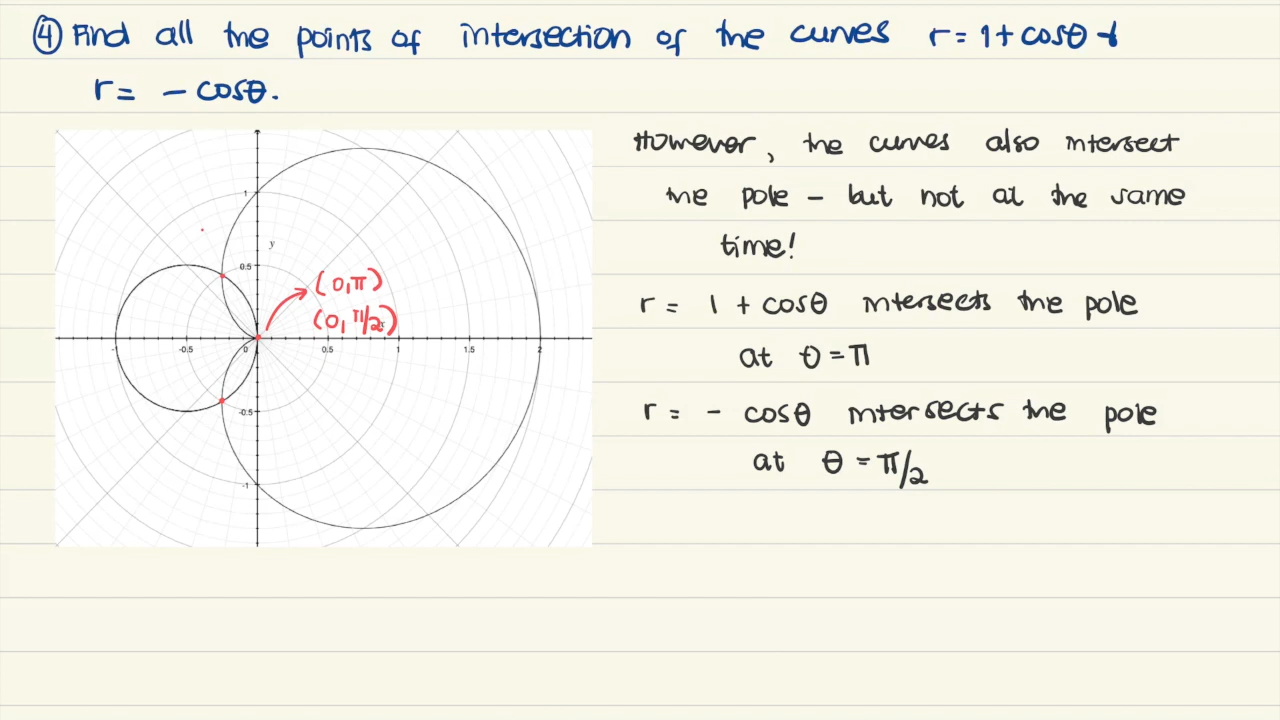 ④ Find all the points of intersection of the curves r = 1 + cosθ &
r = - cosθ.
However, the curves also intersect
the pole - but not at the same
time!
r = 1 + cosθ intersects the pole
at θ = π
r = - cosθ intersects the pole
at θ = π/2
1
y
0.5
(0, π)
(0, π/2)
x
-1 -0.5 0 0.5 1 1.5 2
-0.5
-1